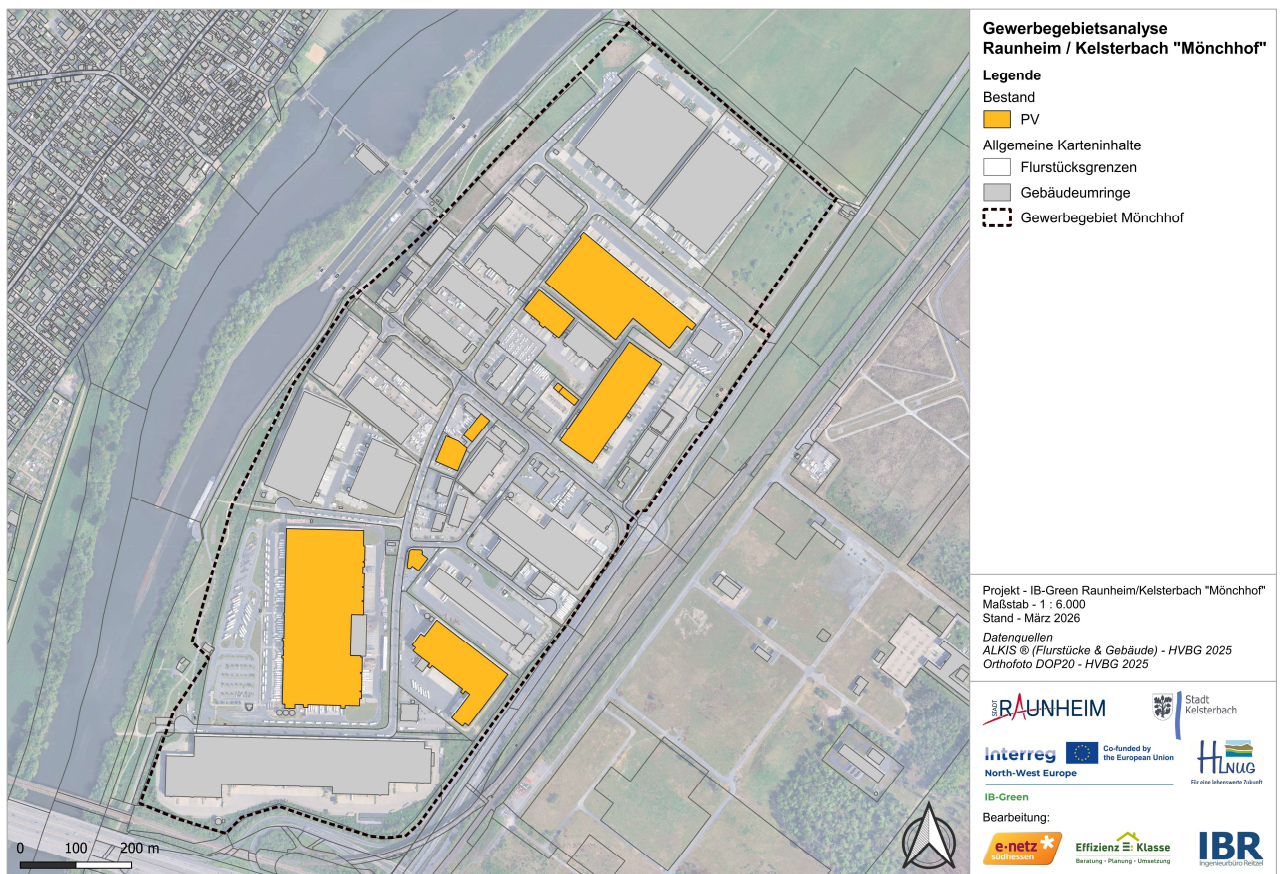 Gewerbegebietsanalyse
Raunheim / Kelsterbach "Mönchhof"
Legende
Bestand
PV
Allgemeine Karteninhalte
Flurstücksgrenzen
Gebäudeumringe
Gewerbegebiet Mönchhof
Projekt - IB-Green Raunheim/Kelsterbach "Mönchhof"
Maßstab - 1 : 6.000
Stand - März 2026
Datenquellen
ALKIS ® (Flurstücke & Gebäude) - HVBG 2025
Orthofoto DOP20 - HVBG 2025
STADT RAUNHEIM
Stadt
Kelsterbach
Interreg
Co-funded by
the European Union
North-West Europe
HLNUG
Für eine lebenswerte Zukunft
IB-Green
Bearbeitung:
e·netz
südhessen
Effizienz E: Klasse
Beratung · Planung · Umsetzung
IBR
Ingenieurbüro Reitzel
0 100 200 m